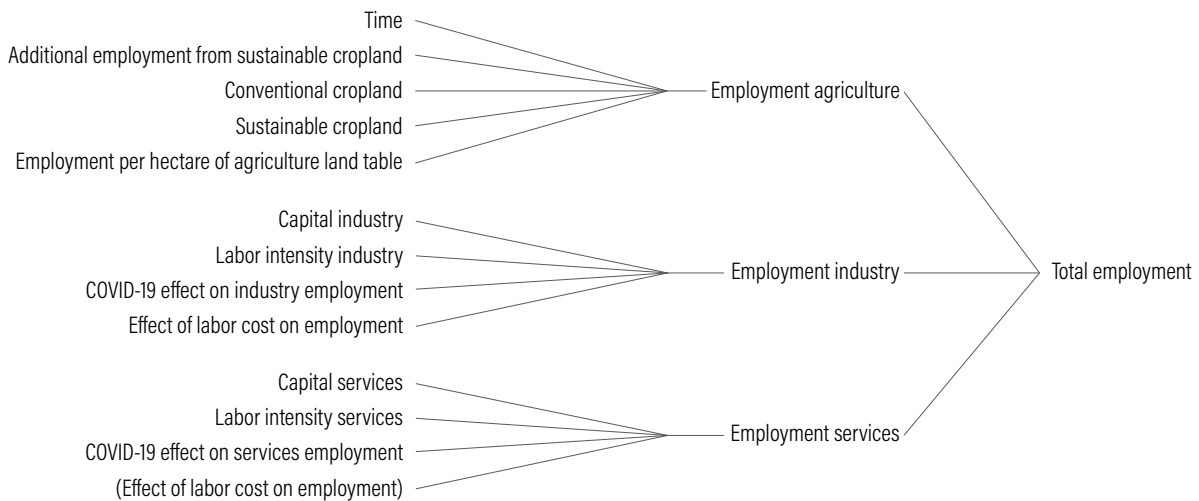 Time
Additional employment from sustainable cropland
Conventional cropland
Sustainable cropland
Employment per hectare of agriculture land table
Employment agriculture
Capital industry
Labor intensity industry
COVID-19 effect on industry employment
Effect of labor cost on employment
Employment industry
Capital services
Labor intensity services
COVID-19 effect on services employment
(Effect of labor cost on employment)
Employment services
Total employment